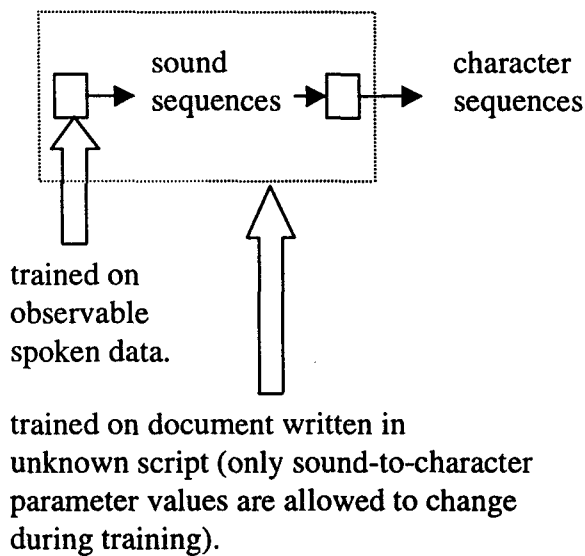 sound
sequences
character
sequences
trained on
observable
spoken data.
trained on document written in
unknown script (only sound-to-character
parameter values are allowed to change
during training).